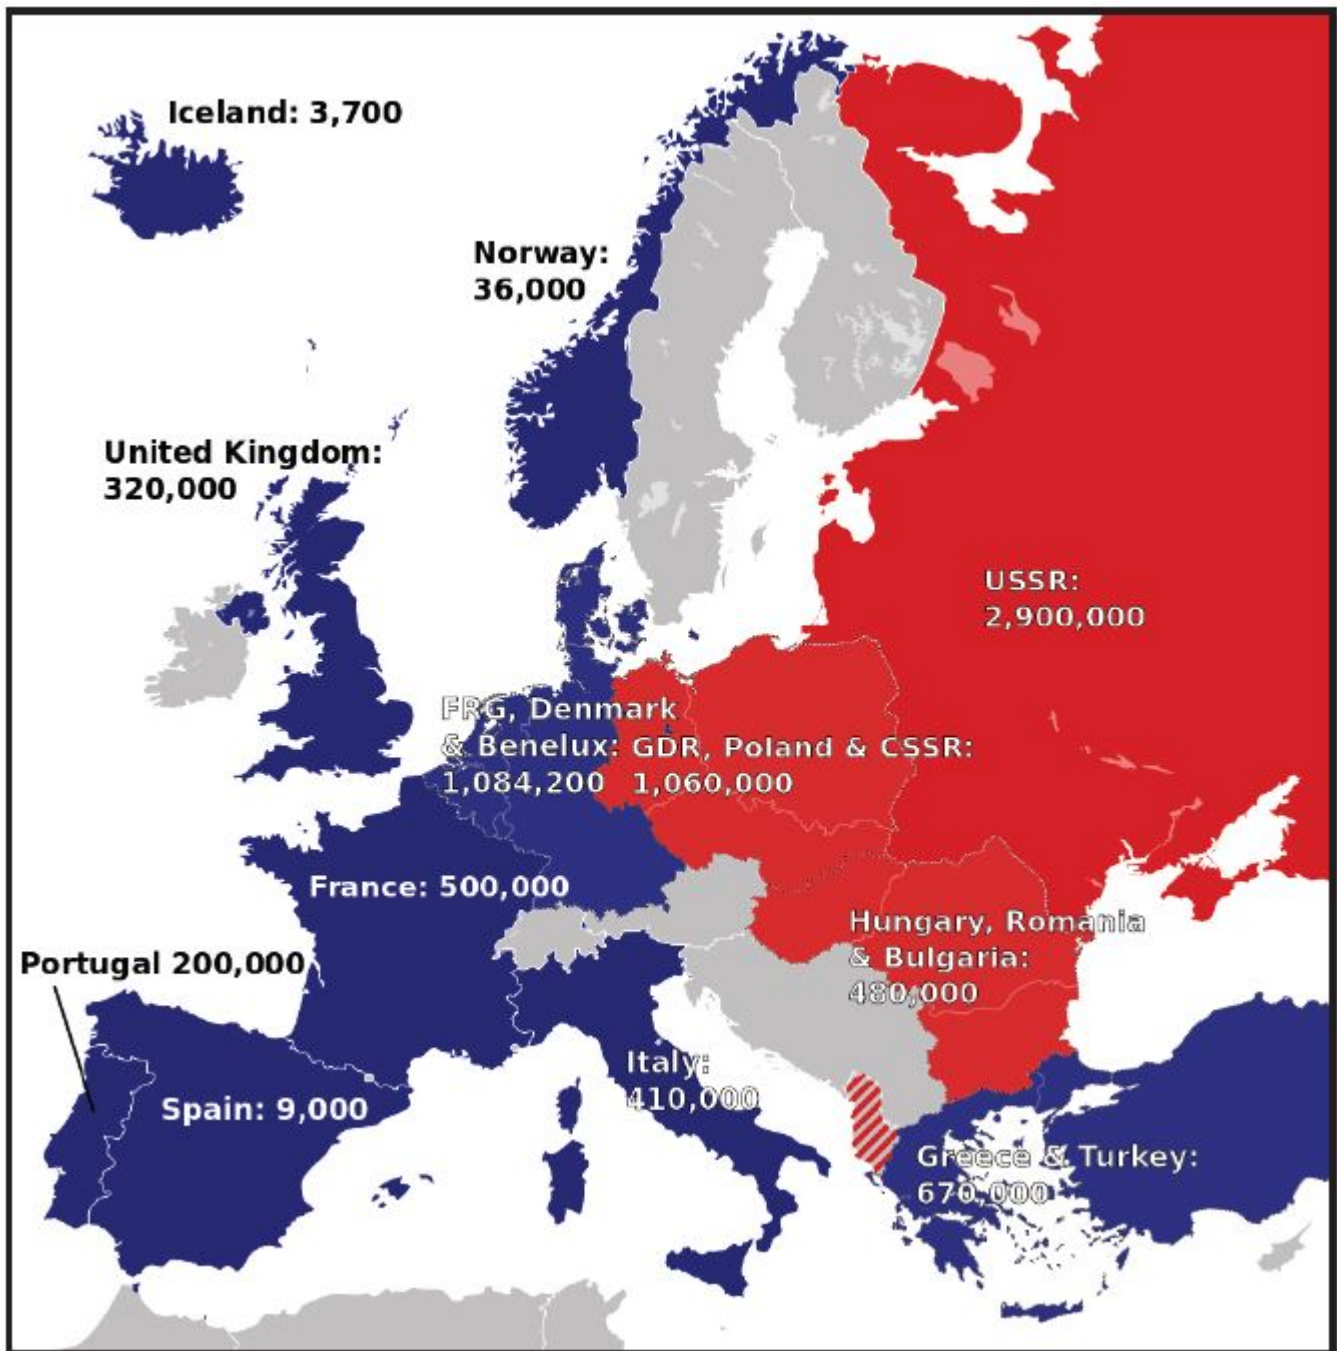 Iceland: 3,700
Norway:
36,000
United Kingdom:
320,000
USSR:
2,900,000
FRG, Denmark
& Benelux:
1,084,200
GDR, Poland & CSSR:
1,060,000
France: 500,000
Hungary, Romania
& Bulgaria:
480,000
Portugal 200,000
Italy:
410,000
Spain: 9,000
Greece & Turkey:
670,000